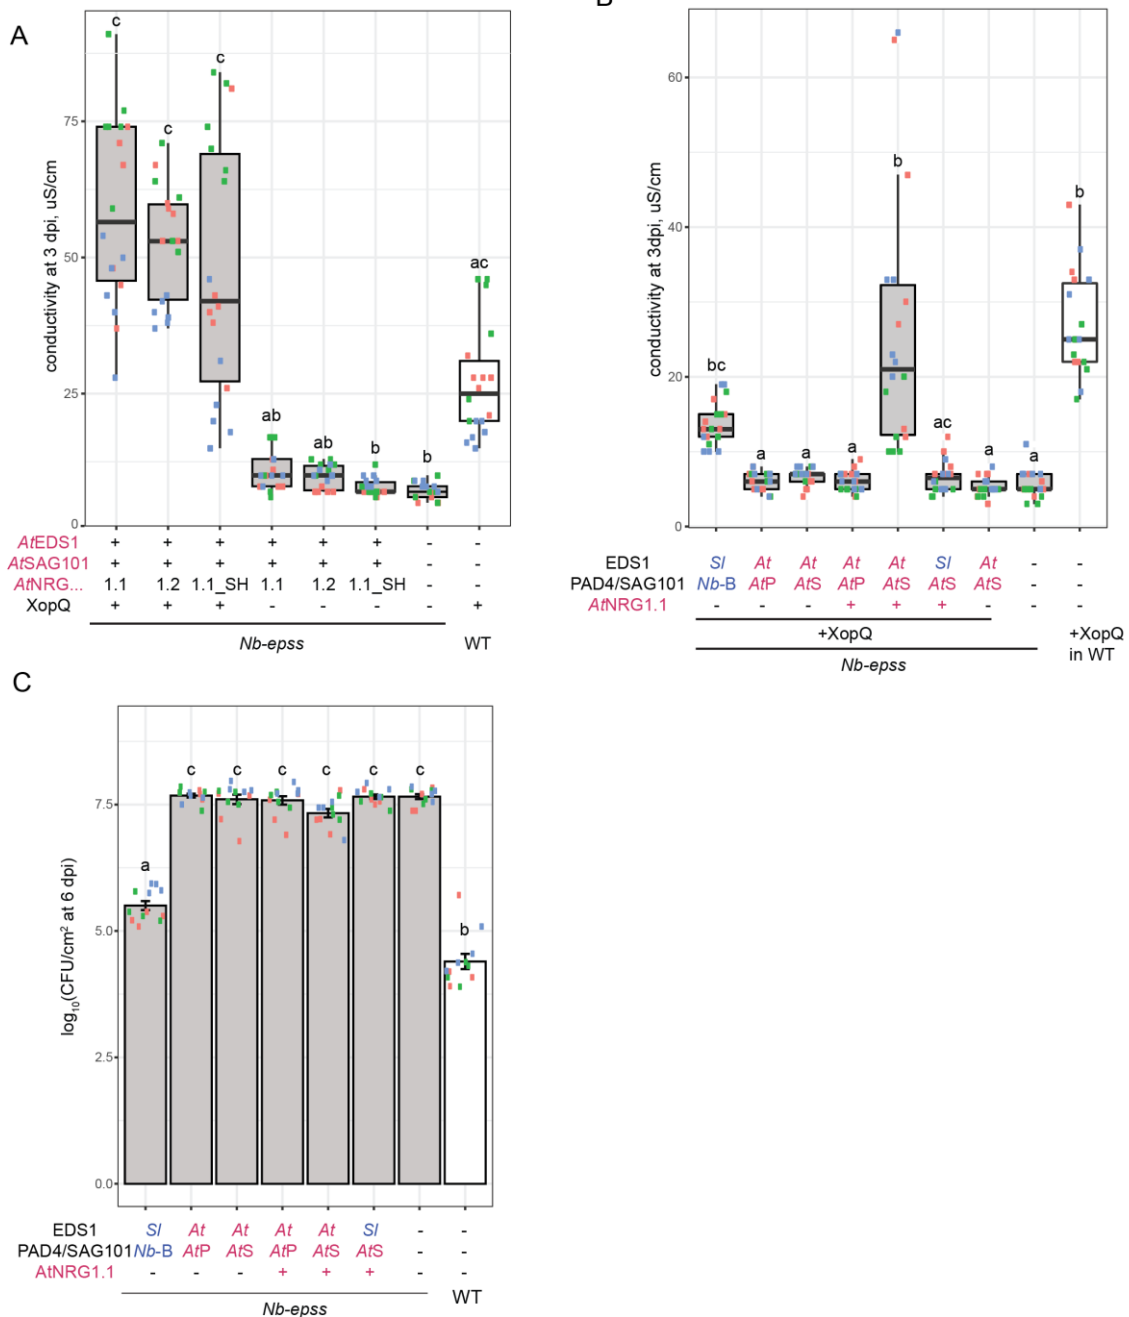 A
conductivity at 3 dpi, uS/cm
75
50
25
0
c
c
c
ab
ab
b
b
ac
AtEDS1 + + + + + + - -
AtSAG101 + + + + + + - -
AtNRG... 1.1 1.2 1.1_SH 1.1 1.2 1.1_SH - -
XopQ + + + - - - - +
Nb-epss WT
B
conductivity at 3dpi, uS/cm
60
40
20
0
bc
a
a
a
b
ac
a
a
b
EDS1 Sl At At At At Sl At - -
PAD4/SAG101 Nb-B AtP AtS AtP AtS AtS AtS - -
AtNRG1.1 - - - + + + - - -
+XopQ +XopQ
in WT
Nb-epss
C
log10(CFU/cm² at 6 dpi)
7.5
5.0
2.5
0.0
a
c
c
c
c
c
c
b
EDS1 Sl At At At At Sl - -
PAD4/SAG101 Nb-B AtP AtS AtP AtS AtS - -
AtNRG1.1 - - - + + + - -
Nb-epss WT